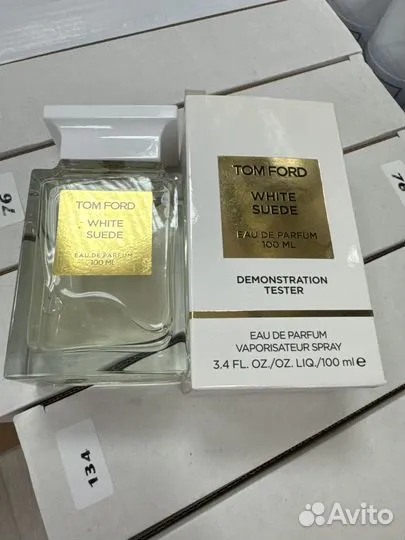 TOM FORD
WHITE
SUEDE
EAU DE PARFUM
100 ML
TOM FORD
WHITE
SUEDE
EAU DE PARFUM
100 ML
DEMONSTRATION
TESTER
EAU DE PARFUM
VAPORISATEUR SPRAY
3.4 FL. OZ./OZ. LIQ./100 ml e
76
134
Avito